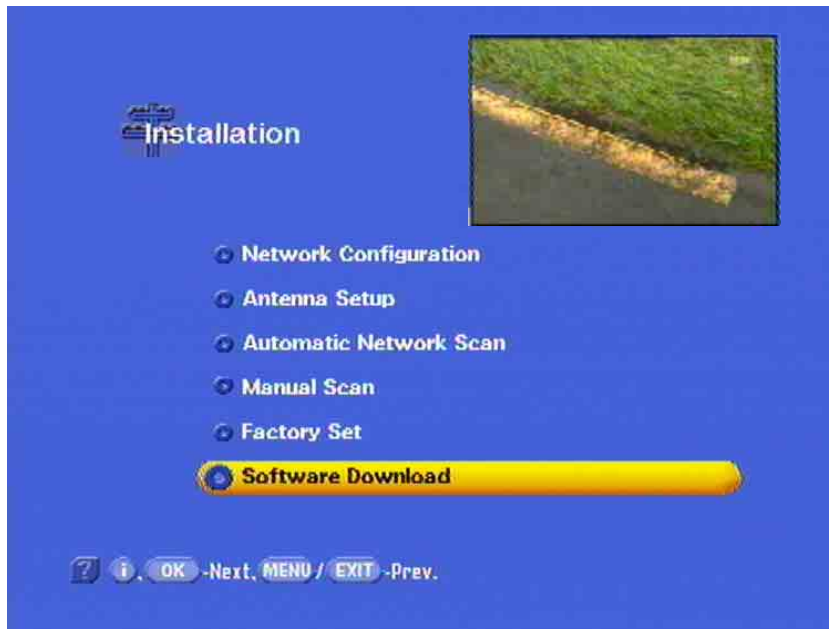 Installation
Network Configuration
Antenna Setup
Automatic Network Scan
Manual Scan
Factory Set
Software Download
? i, OK -Next, MENU / EXIT -Prev.